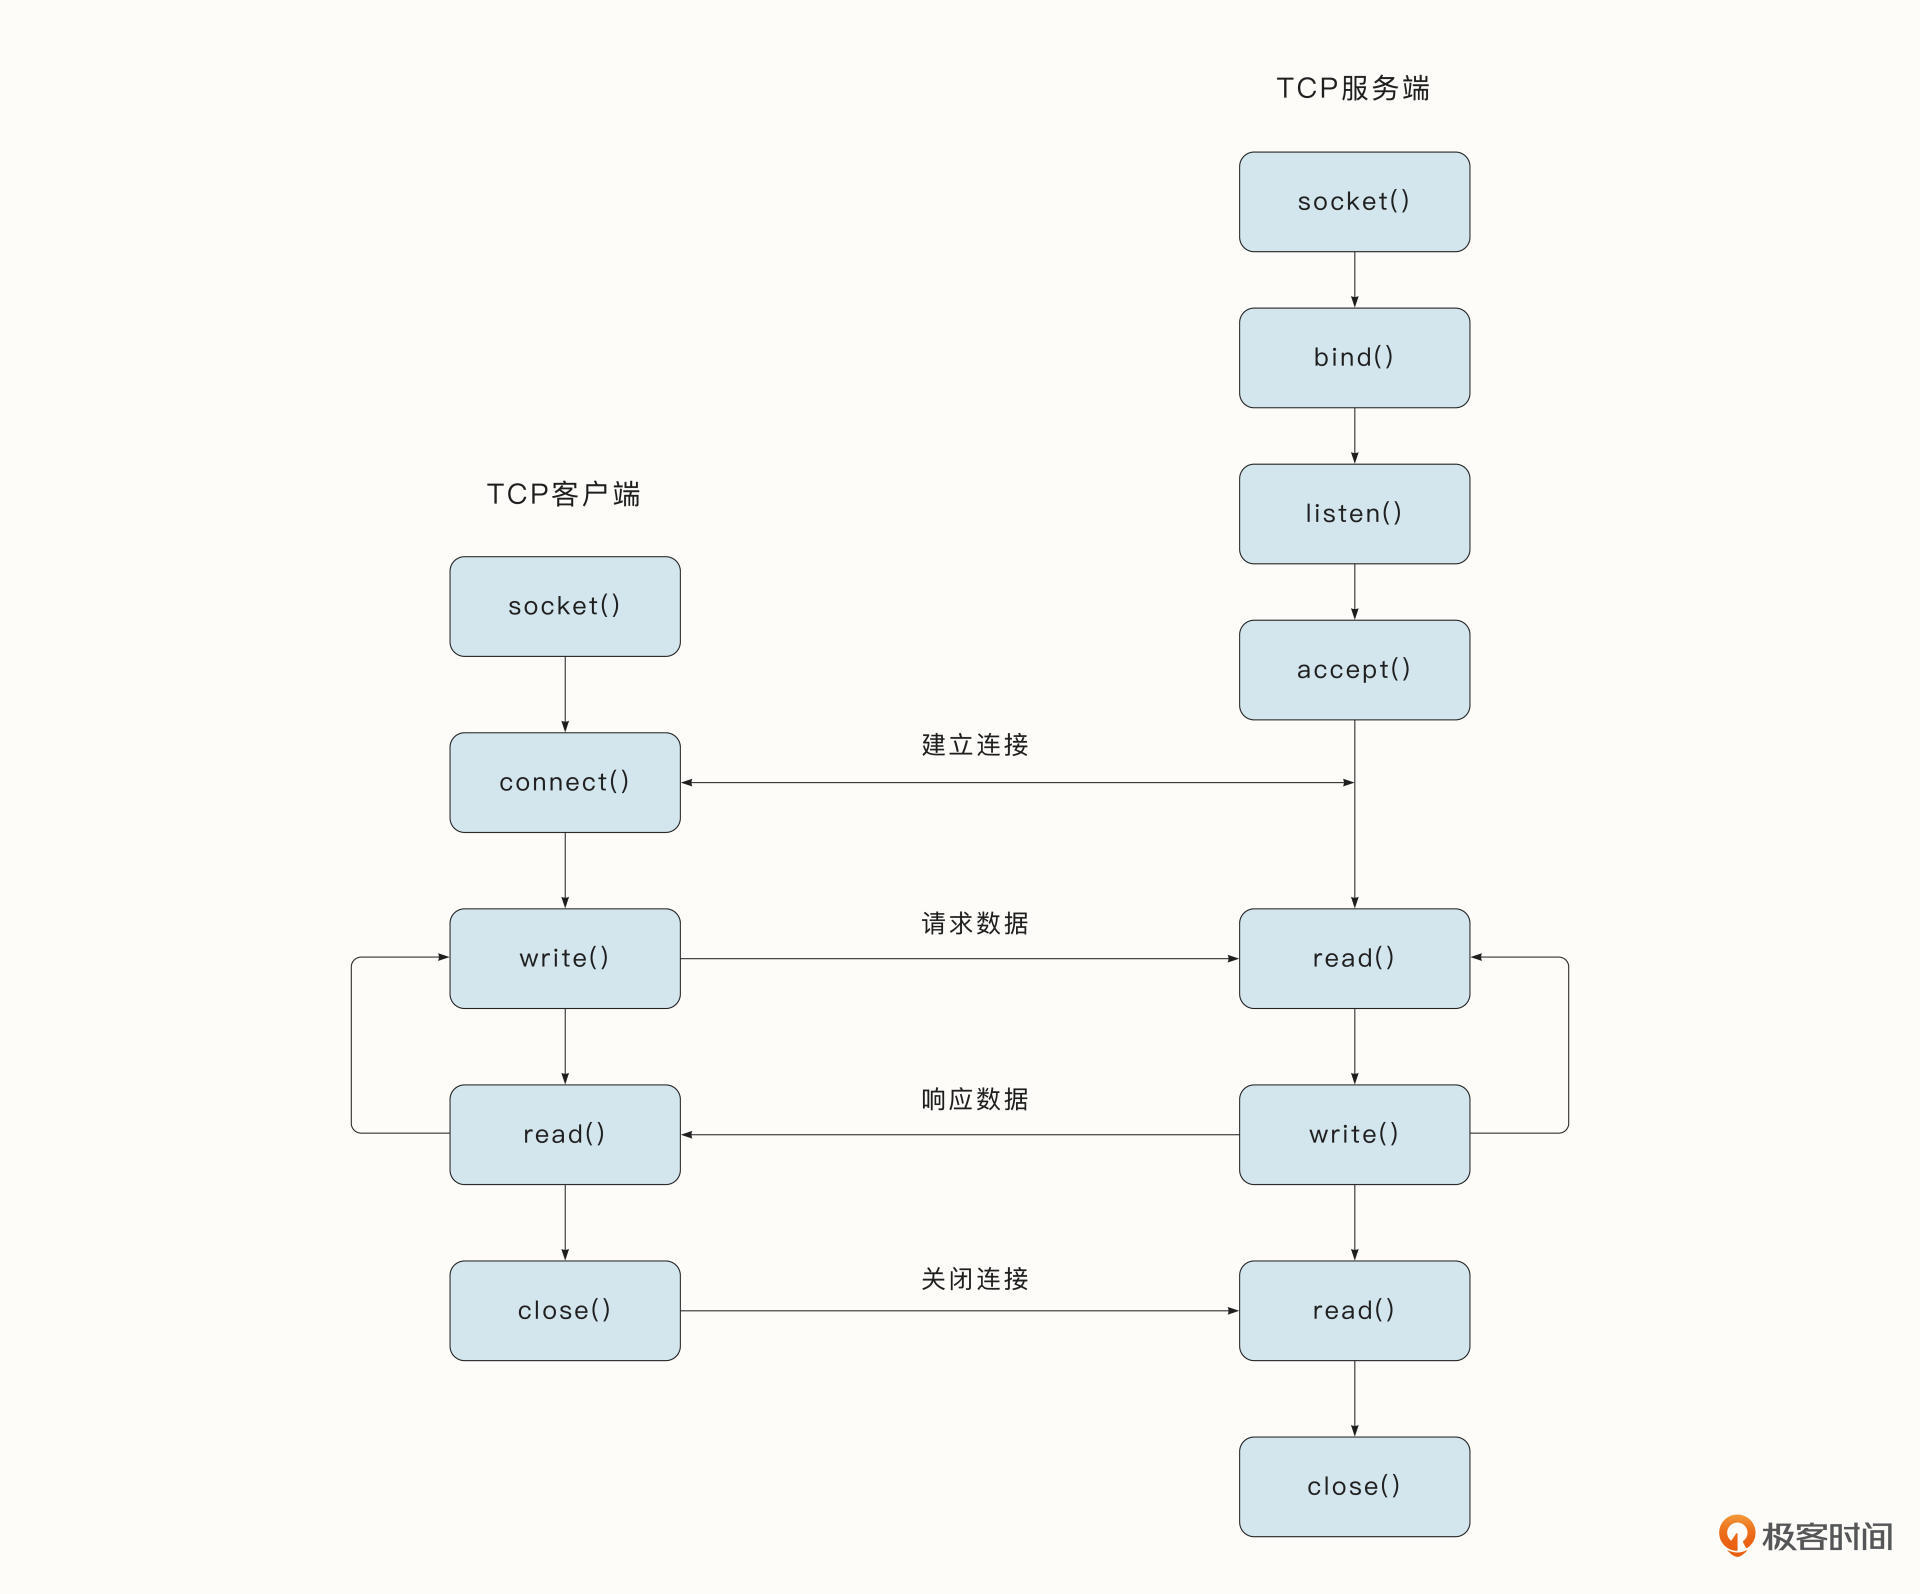 TCP服务端
socket()
bind()
listen()
TCP客户端
socket()
accept()
connect()
建立连接
write()
请求数据
read()
read()
响应数据
write()
close()
关闭连接
read()
close()
极客时间